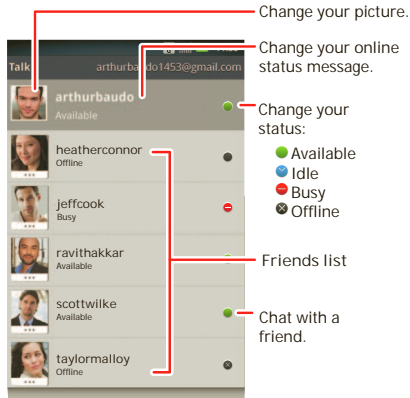 Change your picture.
Change your online
status message.
Talk
arthurbaudo1453@gmail.com
arthurbaudo
Available
Change your
status:
Available
Idle
Busy
Offline
heatherconnor
Offline
jeffcook
Busy
ravithakkar
Available
Friends list
scottwilke
Available
Chat with a
friend.
taylormalloy
Offline